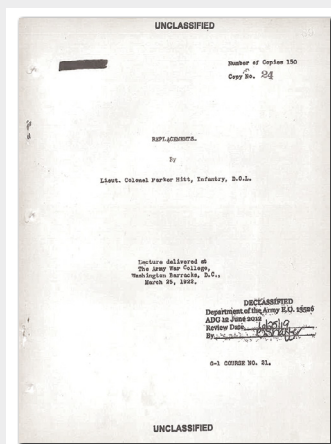 UNCLASSIFIED
Number of Copies 150
Copy No. 24
REPLACEMENTS.
By
Lieut. Colonel Parker Hitt, Infantry, D.O.L.
Lecture delivered at
The Army War College,
Washington Barracks, D.C.,
March 25, 1922.
DECLASSIFIED
Department of the Army E.O. 13526
ADG 12 June 2012
Review Date
By
G-1 COURSE NO. 21.
UNCLASSIFIED